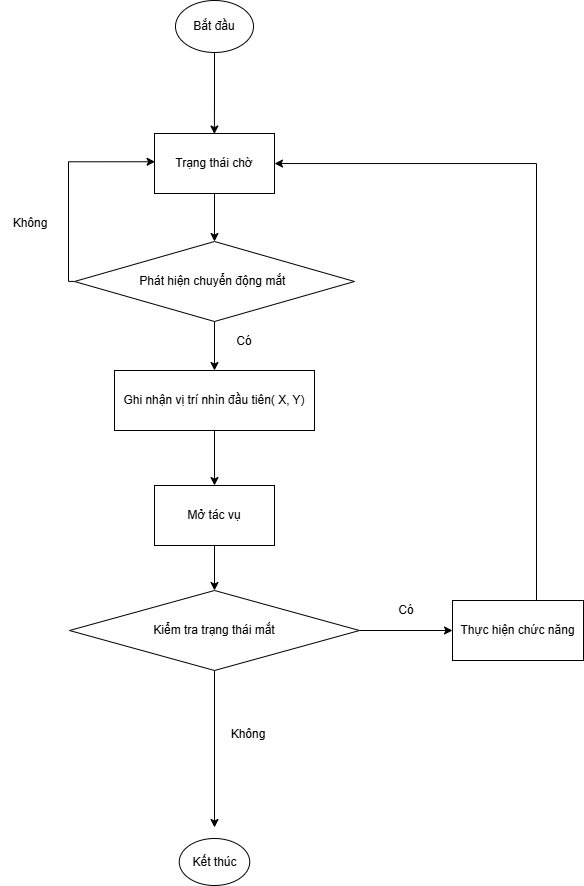 Bắt đầu
Trạng thái chờ
Không
Phát hiện chuyển động mắt
Có
Ghi nhận vị trí nhìn đầu tiên( X, Y)
Mở tác vụ
Kiểm tra trạng thái mắt
Có
Thực hiện chức năng
Không
Kết thúc